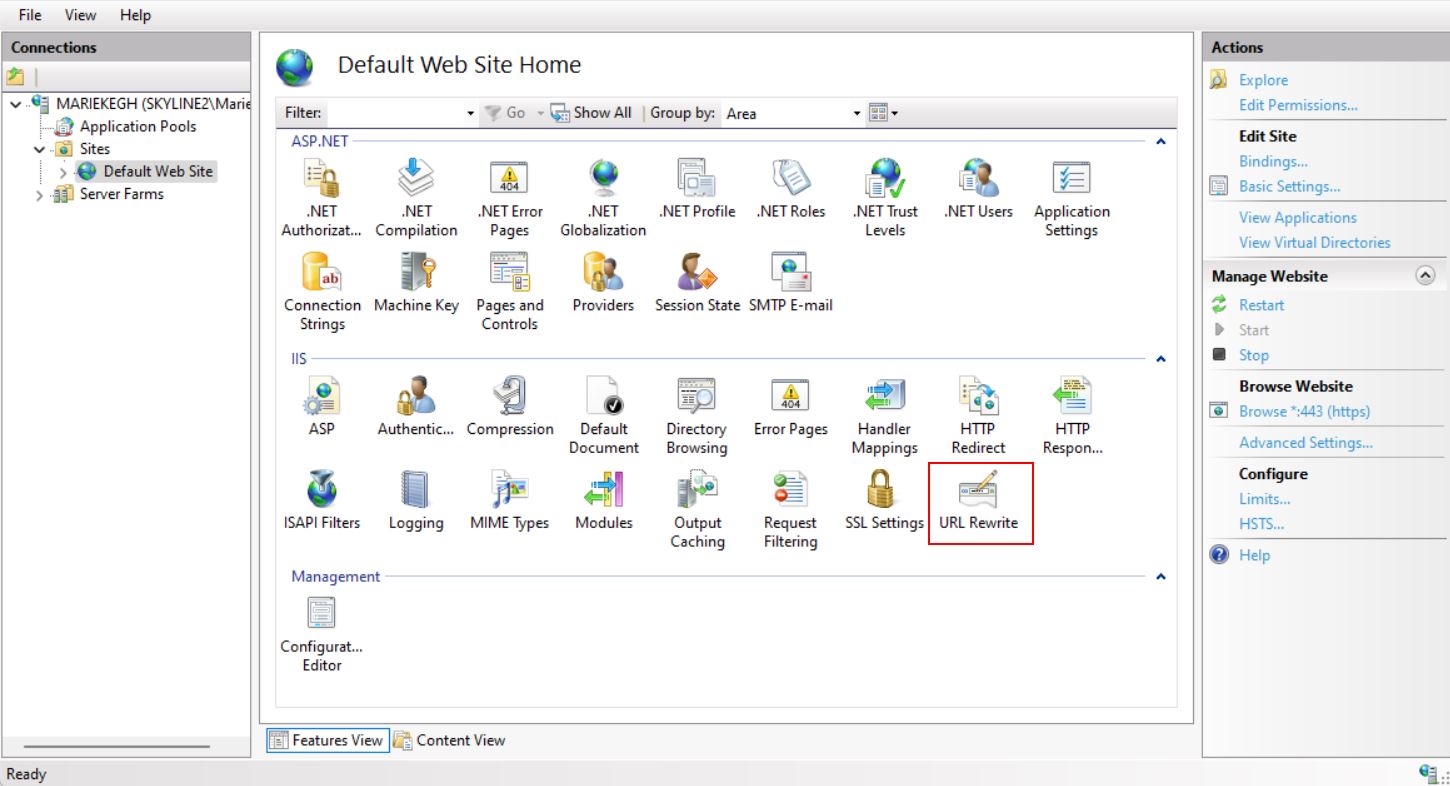 File View Help
Connections
MARIEKEGH (SKYLINE2\Marie
Application Pools
Sites
Default Web Site
Server Farms
Default Web Site Home
Filter: Go Show All Group by: Area
ASP.NET
.NET Authorizat...
.NET Compilation
404
.NET Error Pages
.NET Globalization
.NET Profile
.NET Roles
.NET Trust Levels
.NET Users
Application Settings
ab
Connection Strings
Machine Key
Pages and Controls
Providers
Session State
SMTP E-mail
IIS
ASP
Authentic...
Compression
Default Document
Directory Browsing
404
Error Pages
Handler Mappings
HTTP Redirect
HTTP Respon...
ISAPI Filters
Logging
MIME Types
Modules
Output Caching
Request Filtering
SSL Settings
URL Rewrite
Management
Configurat... Editor
Features View Content View
Ready
Actions
Explore
Edit Permissions...
Edit Site
Bindings...
Basic Settings...
View Applications
View Virtual Directories
Manage Website
Restart
Start
Stop
Browse Website
Browse *:443 (https)
Advanced Settings...
Configure
Limits...
HSTS...
Help